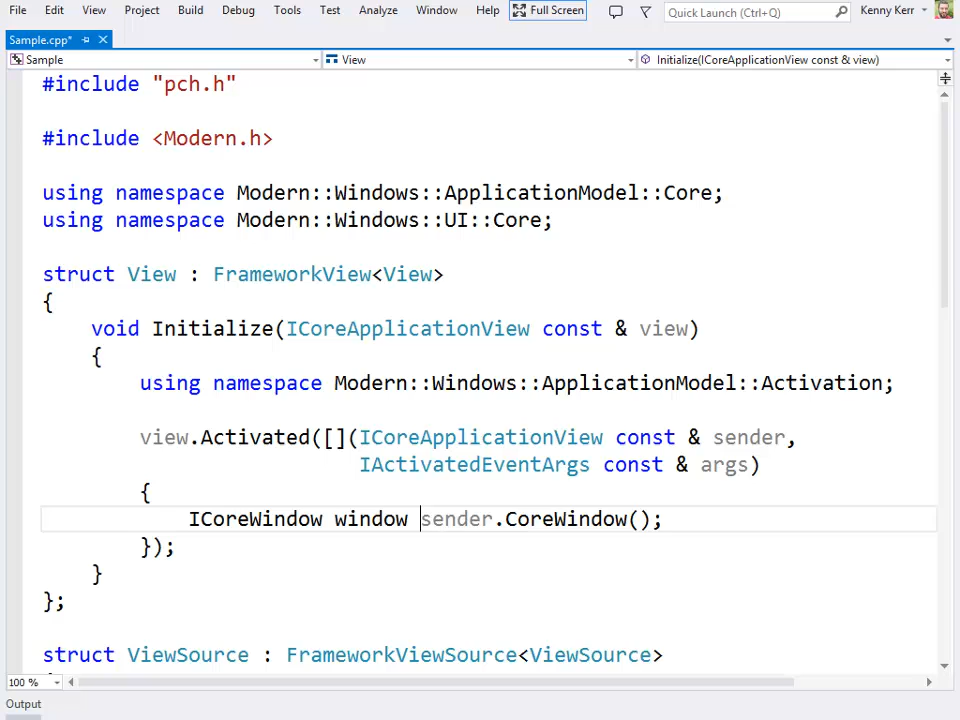 File Edit View Project Build Debug Tools Test Analyze Window Help Full Screen Quick Launch (Ctrl+Q) Kenny Kerr
Sample.cpp*
Sample View Initialize(ICoreApplicationView const & view)
#include "pch.h"
#include <Modern.h>
using namespace Modern::Windows::ApplicationModel::Core;
using namespace Modern::Windows::UI::Core;
struct View : FrameworkView<View>
{
void Initialize(ICoreApplicationView const & view)
{
using namespace Modern::Windows::ApplicationModel::Activation;
view.Activated([](ICoreApplicationView const & sender,
IActivatedEventArgs const & args)
{
ICoreWindow window sender.CoreWindow();
});
}
};
struct ViewSource : FrameworkViewSource<ViewSource>
100 %
Output